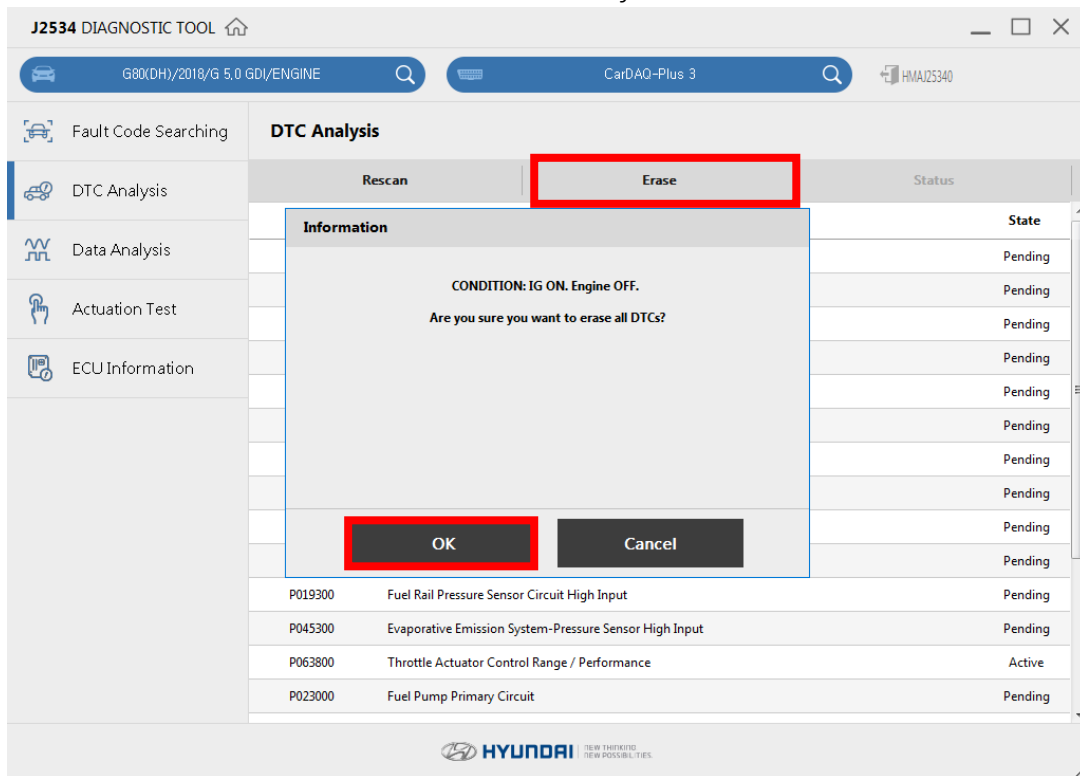 J2534 DIAGNOSTIC TOOL
G80(DH)/2018/G 5,0 GDI/ENGINE
CarDAQ-Plus 3
HMAJ25340
Fault Code Searching
DTC Analysis
Data Analysis
Actuation Test
ECU Information
DTC Analysis
Rescan Erase Status
State
Information
CONDITION: IG ON. Engine OFF.
Are you sure you want to erase all DTCs?
OK Cancel
Pending
Pending
Pending
Pending
Pending
Pending
Pending
Pending
Pending
Pending
P019300 Fuel Rail Pressure Sensor Circuit High Input Pending
P045300 Evaporative Emission System-Pressure Sensor High Input Pending
P063800 Throttle Actuator Control Range / Performance Active
P023000 Fuel Pump Primary Circuit Pending
HYUNDAI NEW THINKING.
NEW POSSIBILITIES.